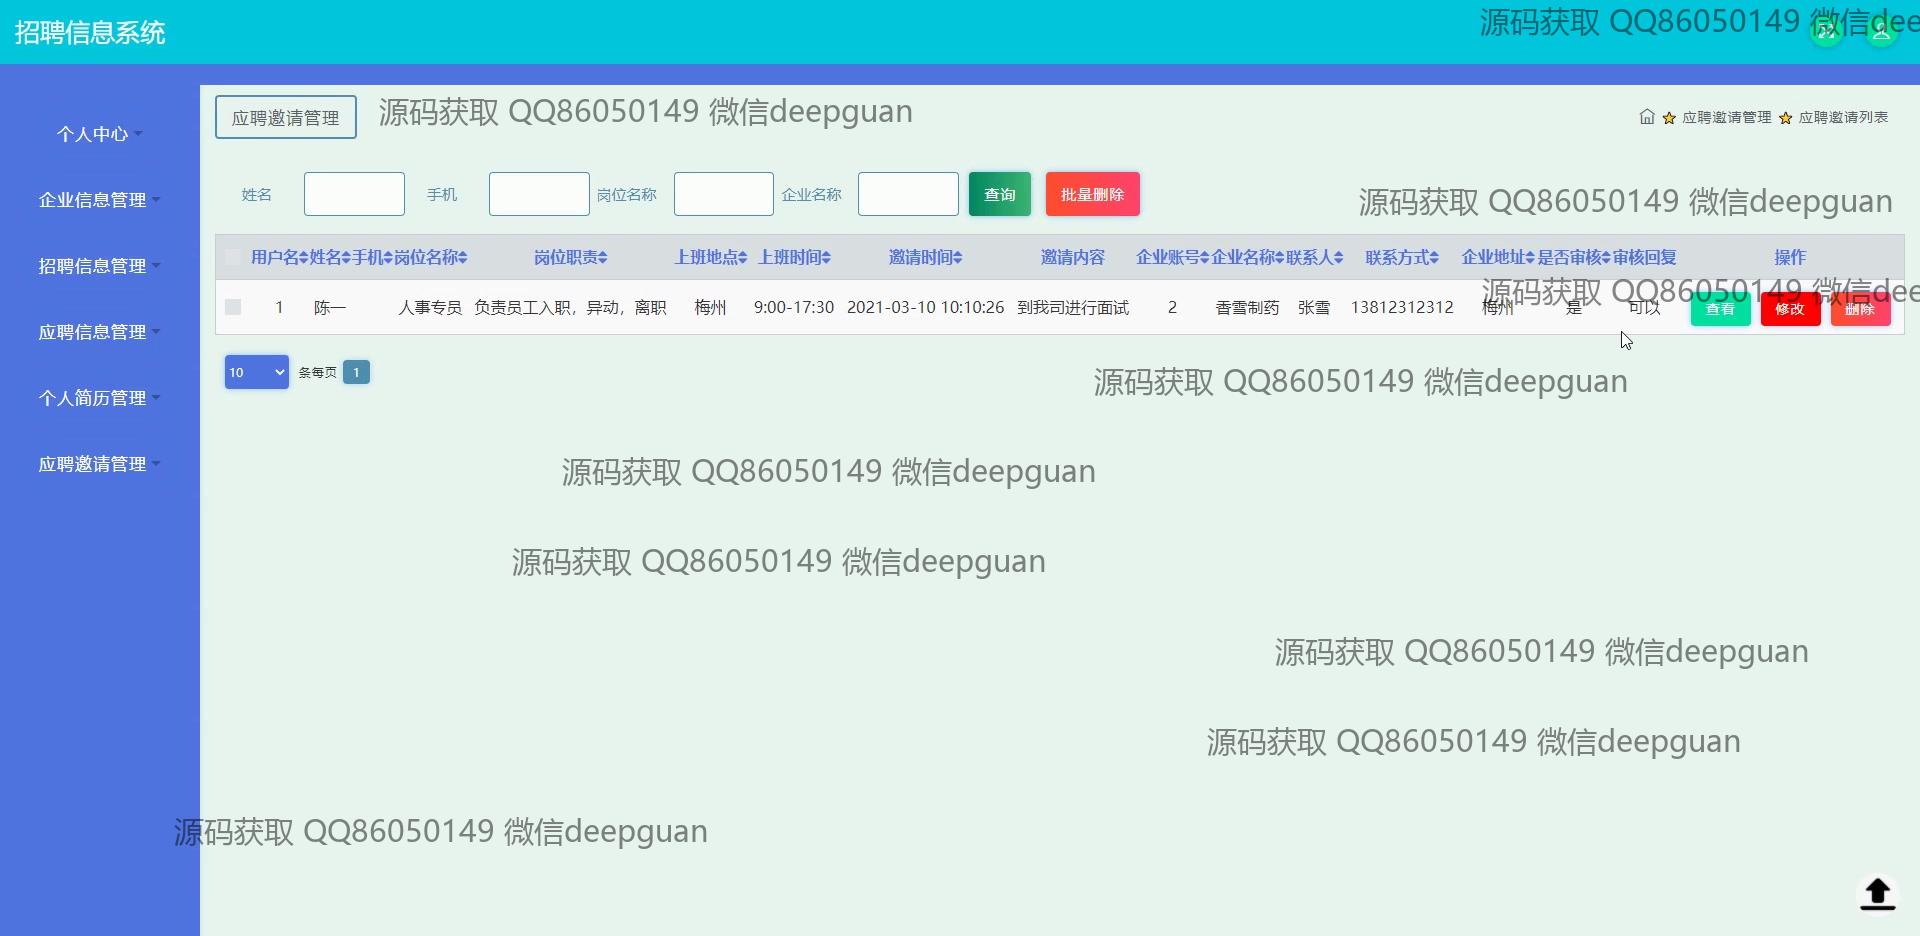 招聘信息系统
源码获取 QQ86050149 微信dee
应聘邀请管理
源码获取 QQ86050149 微信deepguan
应聘邀请管理 应聘邀请列表
个人中心
企业信息管理
招聘信息管理
应聘信息管理
个人简历管理
应聘邀请管理
姓名 手机 岗位名称 企业名称 查询 批量删除
源码获取 QQ86050149 微信deepguan
用户名 姓名 手机 岗位名称 岗位职责 上班地点 上班时间 邀请时间 邀请内容 企业账号 企业名称 联系人 联系方式 企业地址 是否审核 审核回复 操作
源码获取 QQ86050149 微信dee
1 陈一 人事专员 负责员工入职，异动，离职 梅州 9:00-17:30 2021-03-10 10:10:26 到我司进行面试 2 香雪制药 张雪 13812312312 梅州 是 可以 查看 修改 删除
10 条每页 1
源码获取 QQ86050149 微信deepguan
源码获取 QQ86050149 微信deepguan
源码获取 QQ86050149 微信deepguan
源码获取 QQ86050149 微信deepguan
源码获取 QQ86050149 微信deepguan
源码获取 QQ86050149 微信deepguan